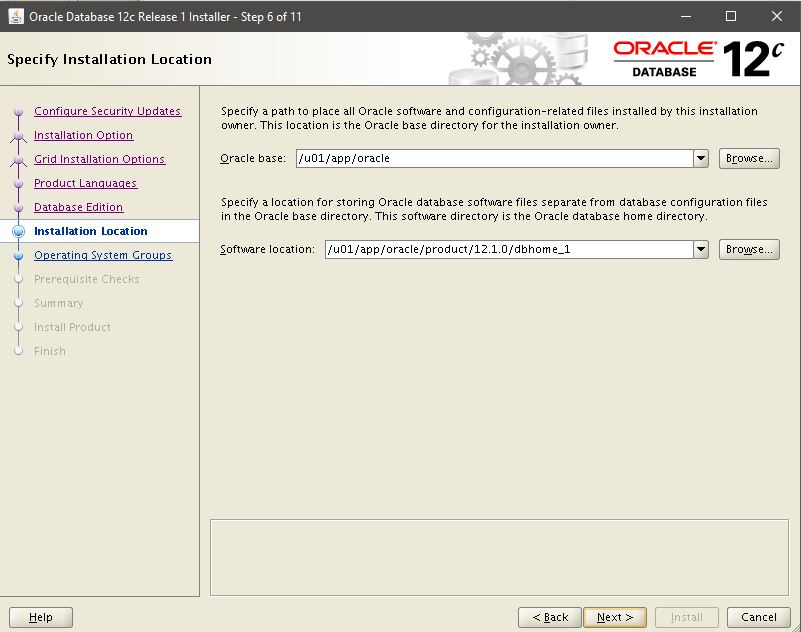 Oracle Database 12c Release 1 Installer - Step 6 of 11
Specify Installation Location
ORACLE®
DATABASE
12c
Configure Security Updates
Installation Option
Grid Installation Options
Product Languages
Database Edition
Installation Location
Operating System Groups
Prerequisite Checks
Summary
Install Product
Finish
Specify a path to place all Oracle software and configuration-related files installed by this installation
owner. This location is the Oracle base directory for the installation owner.
Oracle base: /u01/app/oracle Browse...
Specify a location for storing Oracle database software files separate from database configuration files
in the Oracle base directory. This software directory is the Oracle database home directory.
Software location: /u01/app/oracle/product/12.1.0/dbhome_1 Browse...
Help < Back Next > Install Cancel